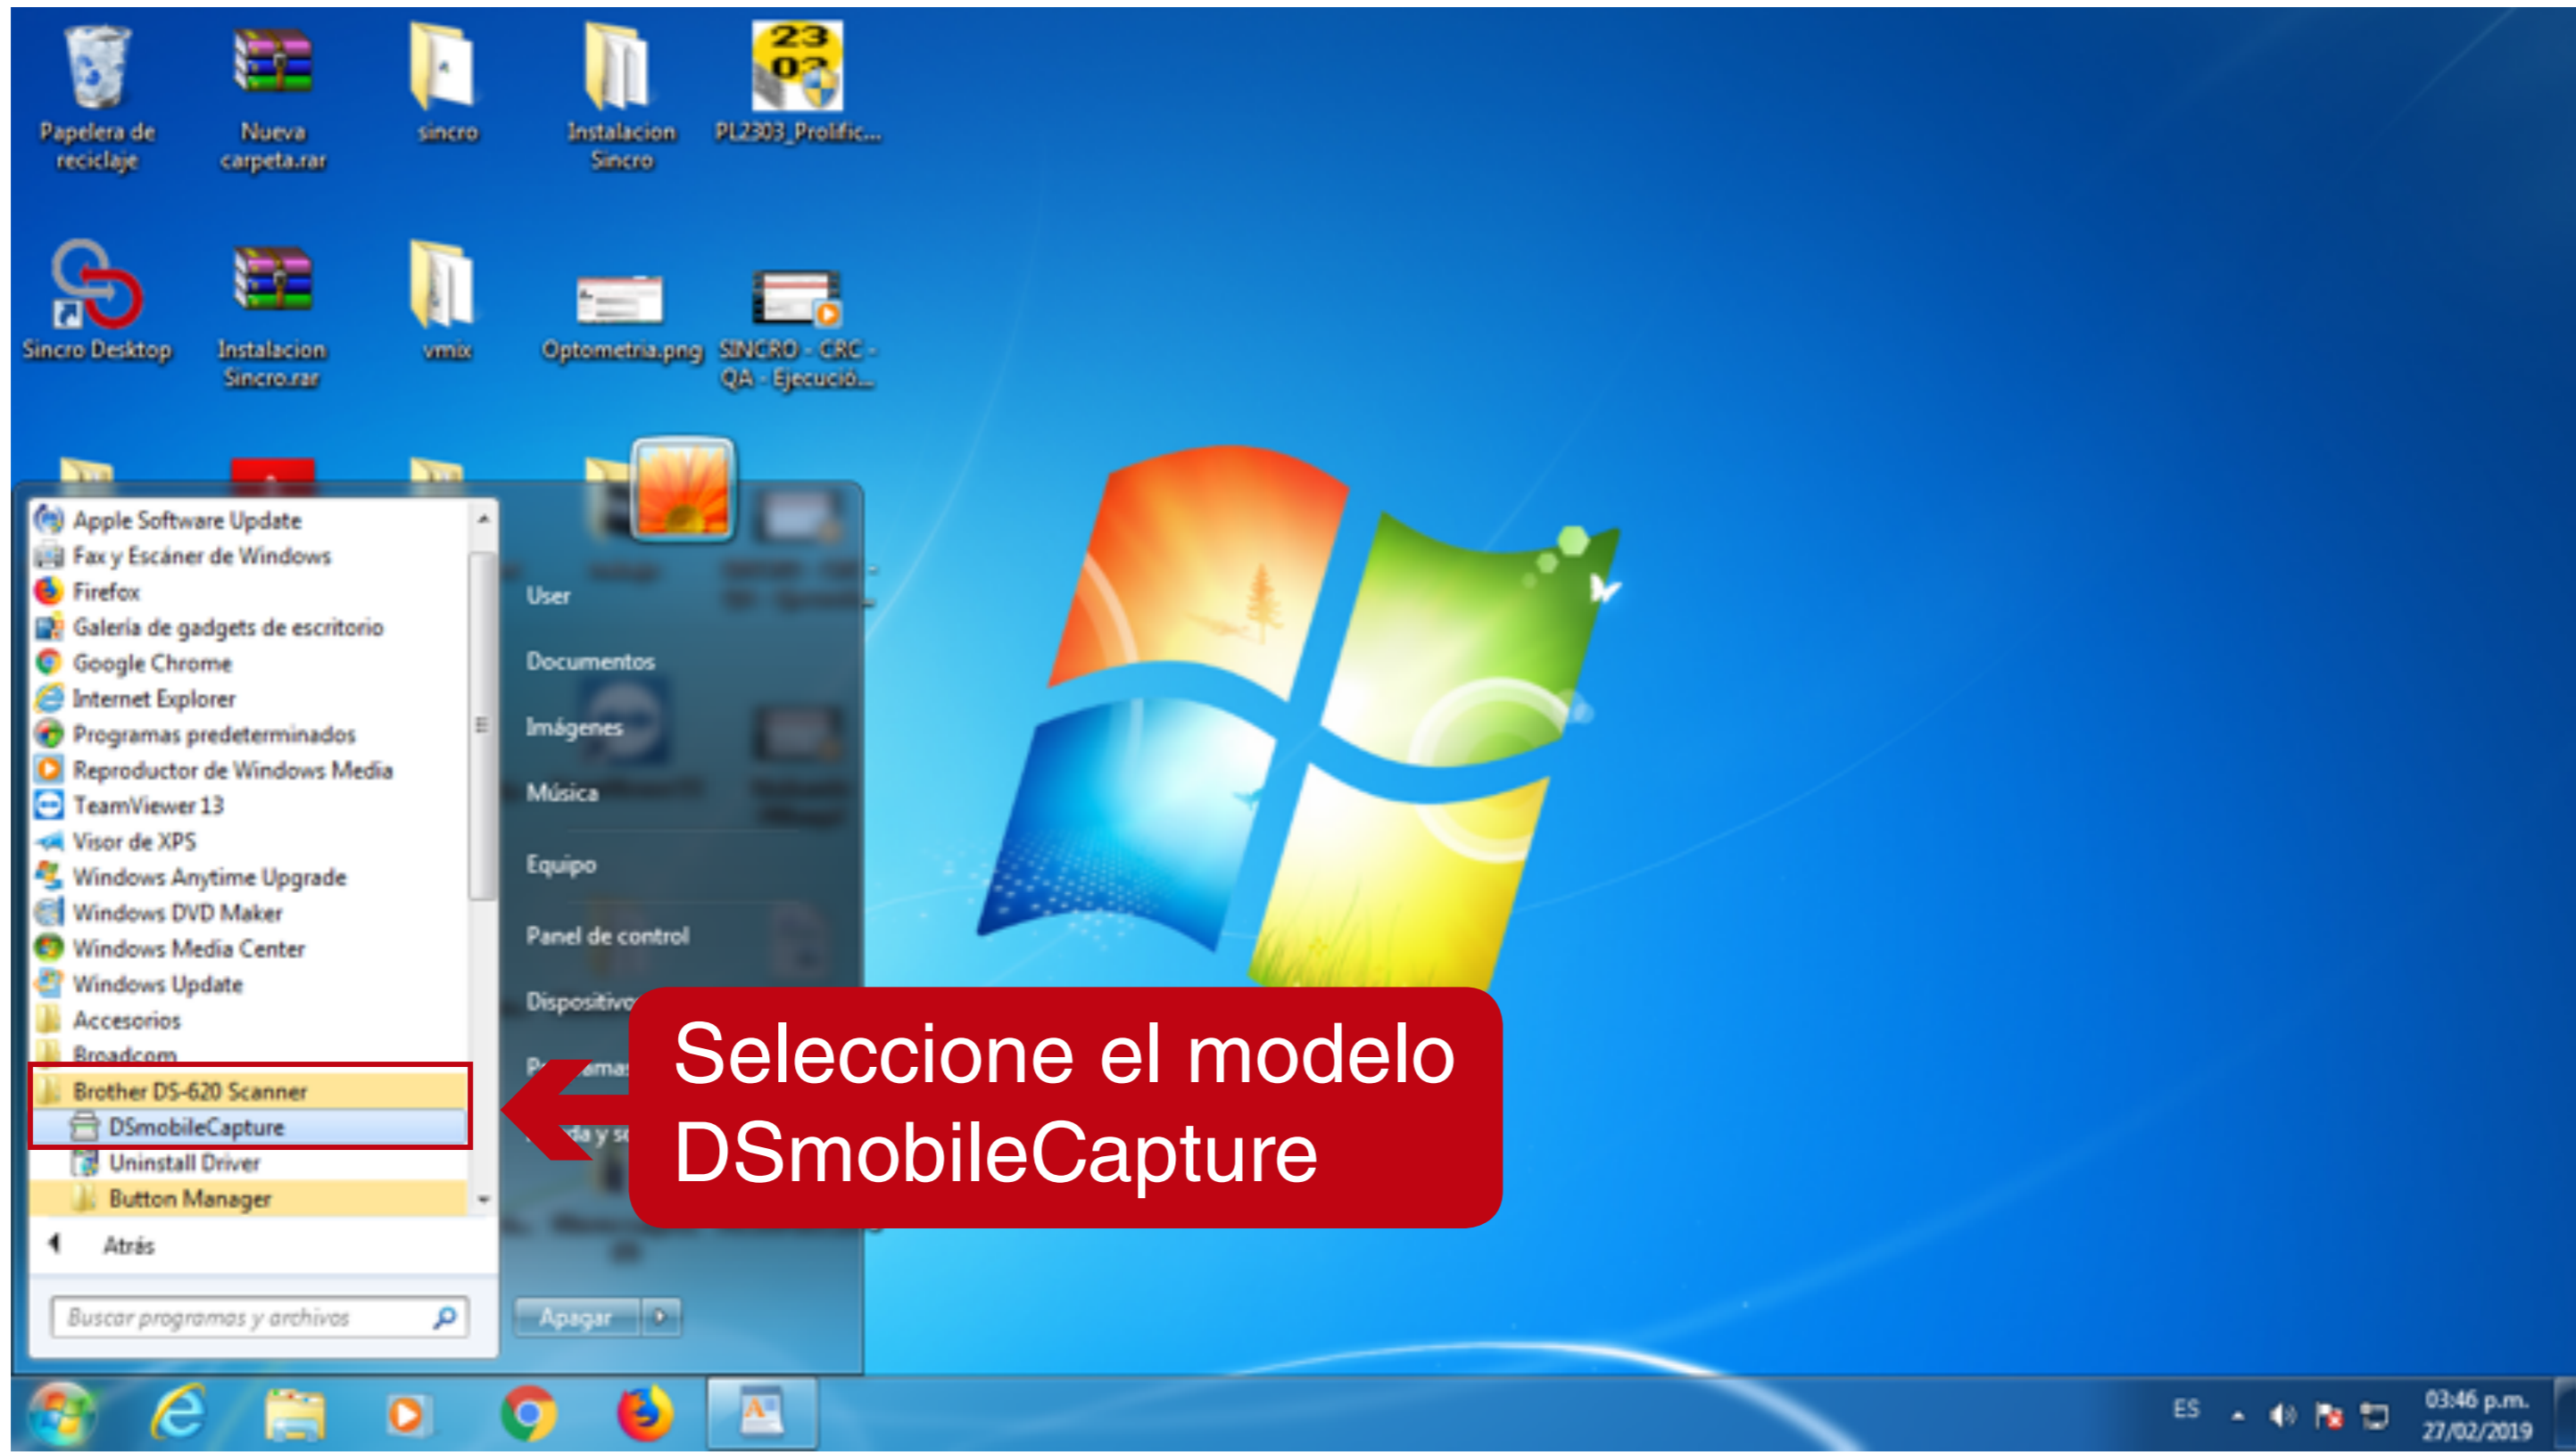 Papelera de
reciclaje
Nueva
carpeta.rar
sincro
Instalacion
Sincro
23
03
PL2303_Prolific...
Sincro Desktop
Instalacion
Sincro.rar
vmix
Optometria.png
SINCRO - CRC -
QA - Ejecució...
Apple Software Update
Fax y Escáner de Windows
Firefox
Galería de gadgets de escritorio
Google Chrome
Internet Explorer
Programas predeterminados
Reproductor de Windows Media
TeamViewer 13
Visor de XPS
Windows Anytime Upgrade
Windows DVD Maker
Windows Media Center
Windows Update
Accesorios
Broadcom
Brother DS-620 Scanner
DSmobileCapture
Uninstall Driver
Button Manager
Atrás
Buscar programas y archivos
User
Documentos
Imágenes
Música
Equipo
Panel de control
Apagar
Seleccione el modelo
DSmobileCapture
ES
03:46 p.m.
27/02/2019